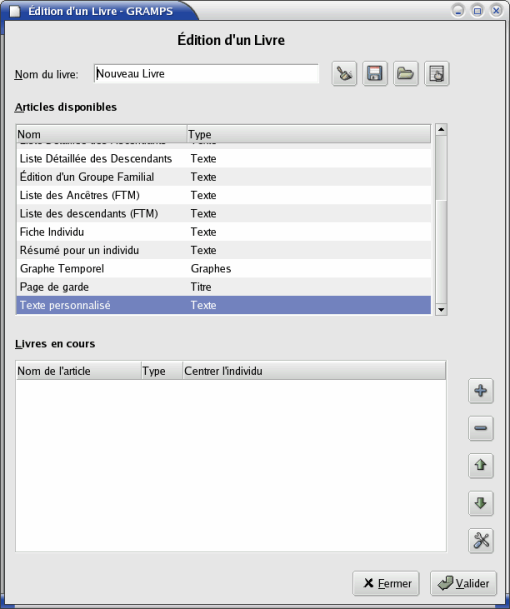 Édition d'un Livre - GRAMPS
Édition d'un Livre
Nom du livre: Nouveau Livre
Articles disponibles
Nom Type
Liste Détaillée des Descendants Texte
Édition d'un Groupe Familial Texte
Liste des Ancêtres (FTM) Texte
Liste des descendants (FTM) Texte
Fiche Individu Texte
Résumé pour un individu Texte
Graphe Temporel Graphes
Page de garde Titre
Texte personnalisé Texte
Livres en cours
Nom de l'article Type Centrer l'individu
Fermer Valider